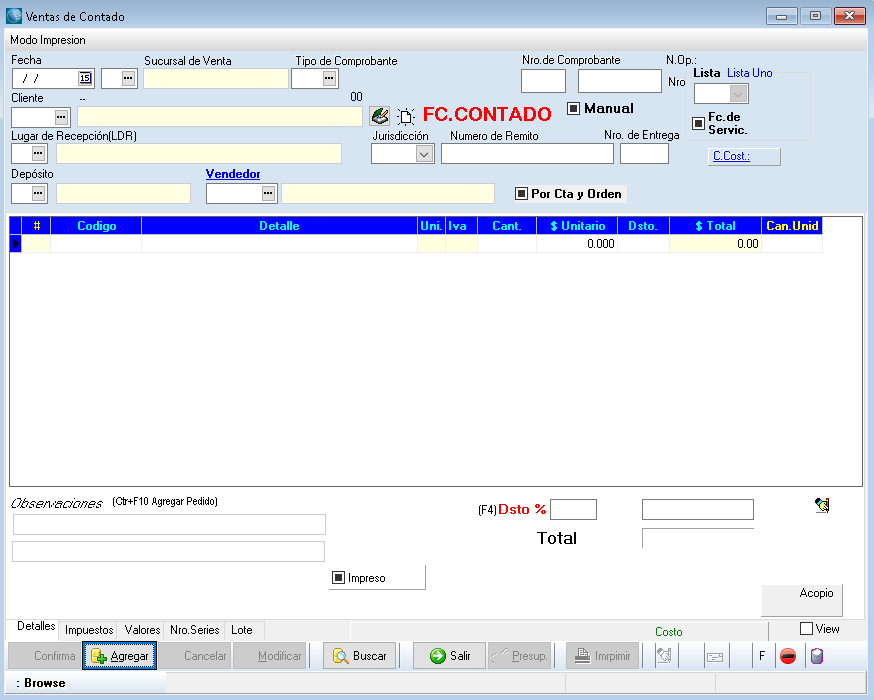 Ventas de Contado
Modo Impresion
Fecha
Sucursal de Venta
Tipo de Comprobante
Nro.de Comprobante
N.Op.:
/ /
15
Nro
Lista Lista Uno
Cliente
--
00
FC.CONTADO
Manual
Fc.de
Servic.
Lugar de Recepción(LDR)
Jurisdicción
Numero de Remito
Nro. de Entrega
C.Cost.:
Depósito
Vendedor
Por Cta y Orden
# Codigo Detalle Uni. Iva Cant. $ Unitario Dsto. $ Total Can.Unid
0.000 0.00
Observaciones (Ctr+F10 Agregar Pedido)
(F4)Dsto %
Total
Impreso
Acopio
Detalles Impuestos Valores Nro.Series Lote
Costo
View
Confirma Agregar Cancelar Modificar Buscar Salir Presup. Imrpimir F
: Browse